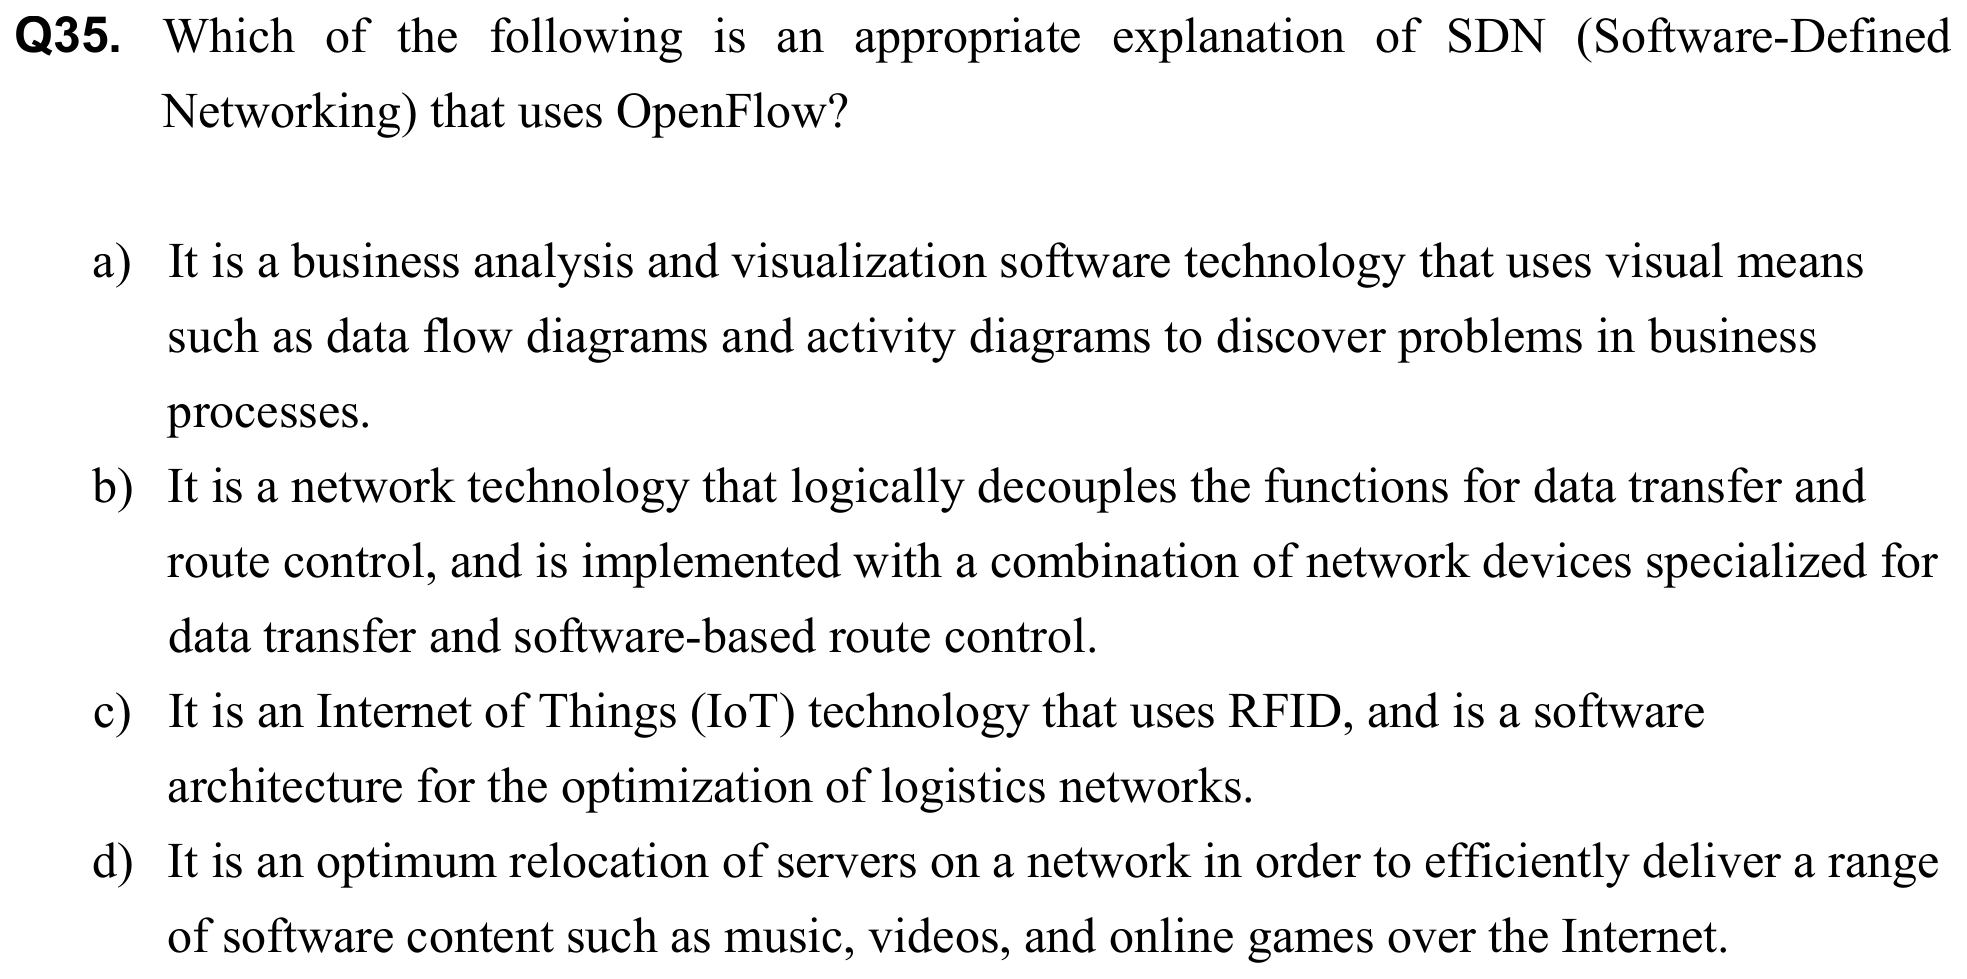 Q35. Which of the following is an appropriate explanation of SDN (Software-Defined
Networking) that uses OpenFlow?
a) It is a business analysis and visualization software technology that uses visual means
such as data flow diagrams and activity diagrams to discover problems in business
processes.
b) It is a network technology that logically decouples the functions for data transfer and
route control, and is implemented with a combination of network devices specialized for
data transfer and software-based route control.
c) It is an Internet of Things (IoT) technology that uses RFID, and is a software
architecture for the optimization of logistics networks.
d) It is an optimum relocation of servers on a network in order to efficiently deliver a range
of software content such as music, videos, and online games over the Internet.